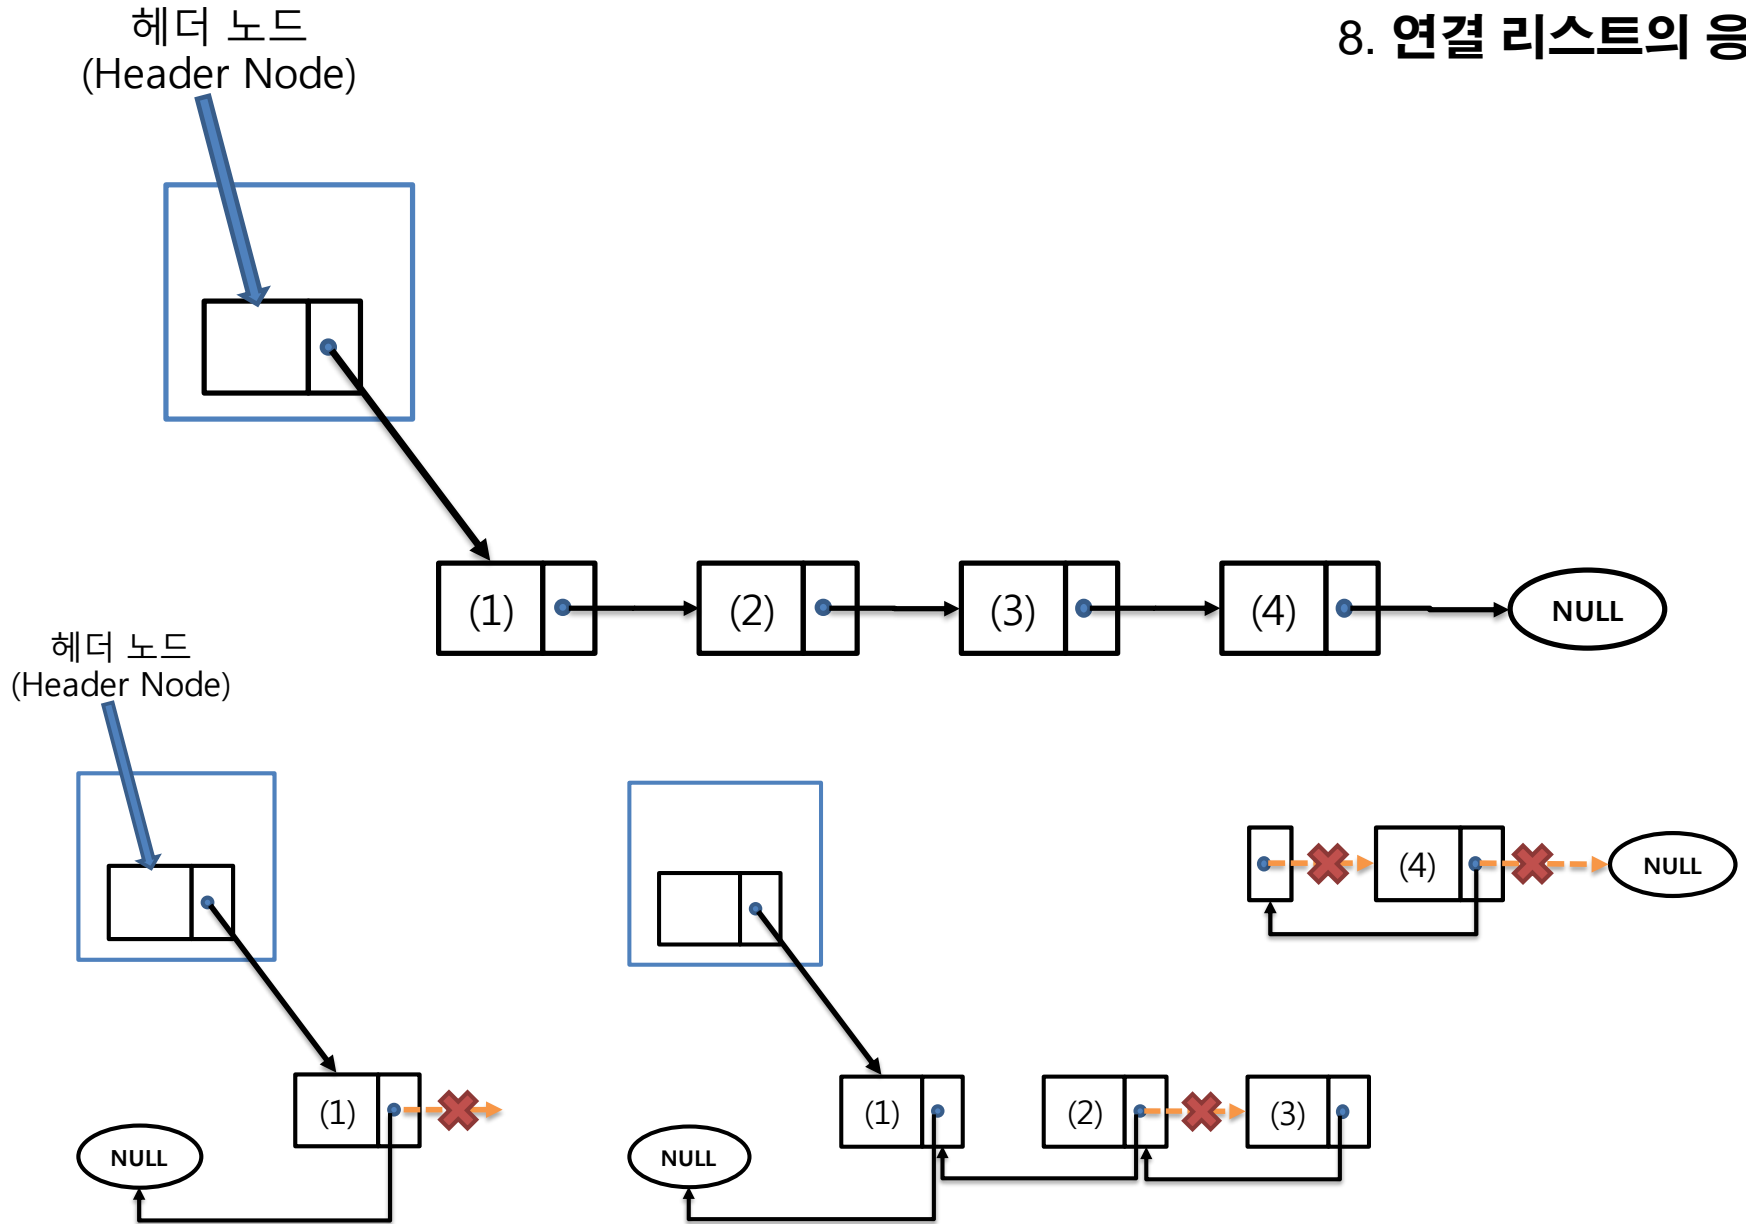 헤더 노드
(Header Node)
8. 연결 리스트의
(1)
(2)
(3)
(4)
NULL
헤더 노드
(Header Node)
(4)
NULL
(1)
NULL
(1)
(2)
(3)
NULL